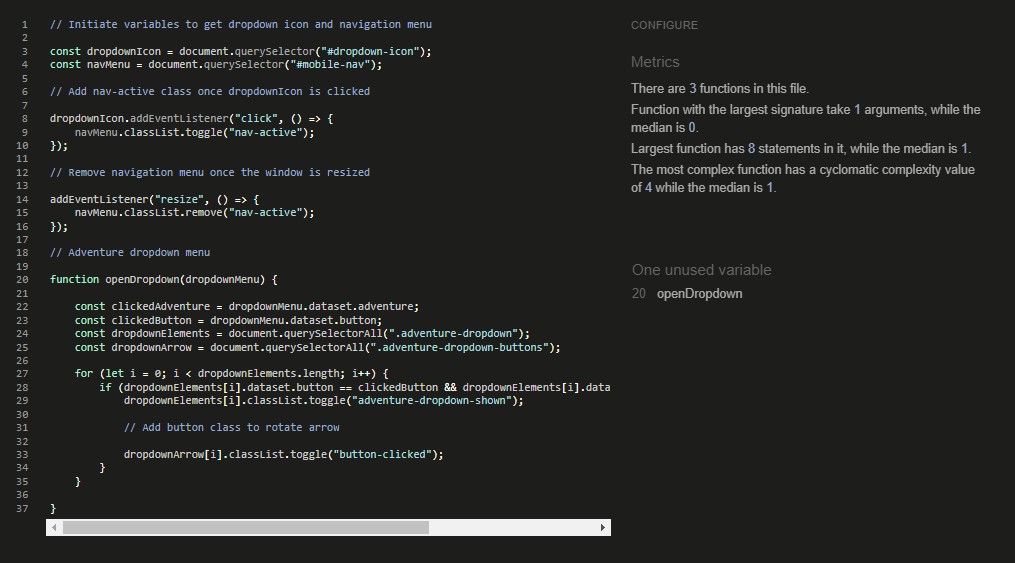 1 // Initiate variables to get dropdown icon and navigation menu
2
3 const dropdownIcon = document.querySelector("#dropdown-icon");
4 const navMenu = document.querySelector("#mobile-nav");
5
6 // Add nav-active class once dropdownIcon is clicked
7
8 dropdownIcon.addEventListener("click", () => {
9     navMenu.classList.toggle("nav-active");
10 });
11
12 // Remove navigation menu once the window is resized
13
14 addEventListener("resize", () => {
15     navMenu.classList.remove("nav-active");
16 });
17
18 // Adventure dropdown menu
19
20 function openDropdown(dropdownMenu) {
21
22     const clickedAdventure = dropdownMenu.dataset.adventure;
23     const clickedButton = dropdownMenu.dataset.button;
24     const dropdownElements = document.querySelectorAll(".adventure-dropdown");
25     const dropdownArrow = document.querySelectorAll(".adventure-dropdown-buttons");
26
27     for (let i = 0; i < dropdownElements.length; i++) {
28         if (dropdownElements[i].dataset.button == clickedButton && dropdownElements[i].data
29             dropdownElements[i].classList.toggle("adventure-dropdown-shown");
30
31             // Add button class to rotate arrow
32
33             dropdownArrow[i].classList.toggle("button-clicked");
34         }
35     }
36
37 }
CONFIGURE
Metrics
There are 3 functions in this file.
Function with the largest signature take 1 arguments, while the
median is 0.
Largest function has 8 statements in it, while the median is 1.
The most complex function has a cyclomatic complexity value
of 4 while the median is 1.
One unused variable
20 openDropdown